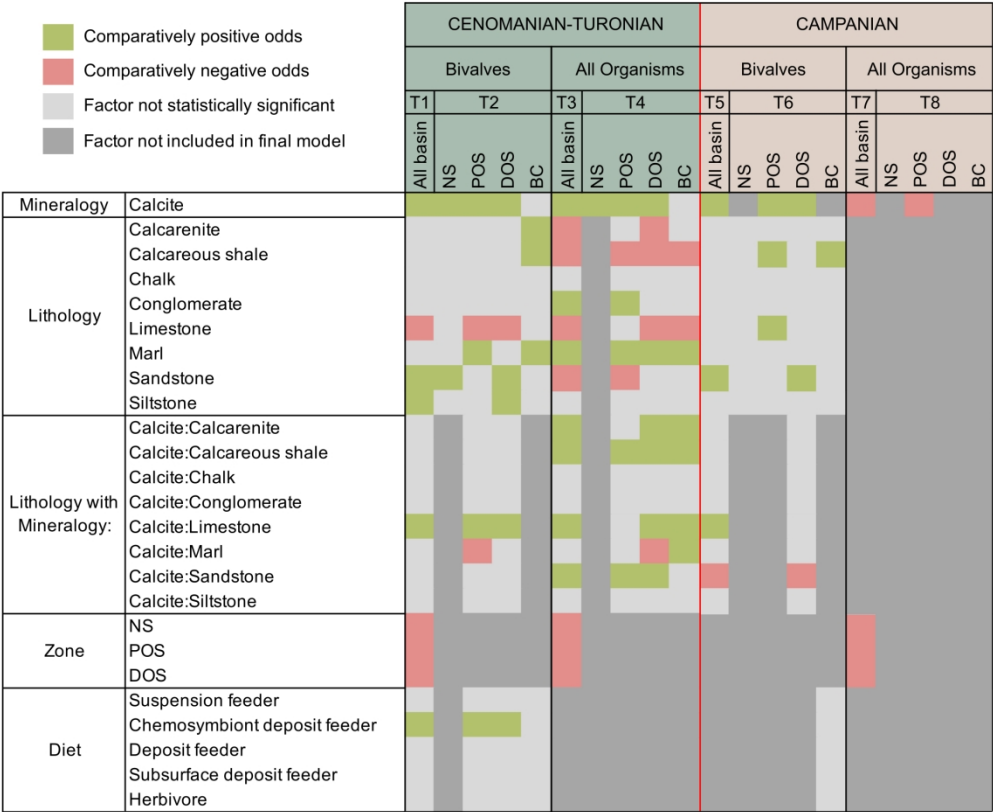 Comparatively positive odds
Comparatively negative odds
Factor not statistically significant
Factor not included in final model
CENOMANIAN-TURONIAN CAMPANIAN
Bivalves All Organisms Bivalves All Organisms
T1 T2 T3 T4 T5 T6 T7 T8
All basin NS POS DOS BC All basin NS POS DOS BC All basin NS POS DOS BC All basin NS POS DOS BC
Mineralogy Calcite
Lithology
Calcarenite
Calcareous shale
Chalk
Conglomerate
Limestone
Marl
Sandstone
Siltstone
Lithology with
Mineralogy:
Calcite:Calcarenite
Calcite:Calcareous shale
Calcite:Chalk
Calcite:Conglomerate
Calcite:Limestone
Calcite:Marl
Calcite:Sandstone
Calcite:Siltstone
Zone
NS
POS
DOS
Diet
Suspension feeder
Chemosymbiont deposit feeder
Deposit feeder
Subsurface deposit feeder
Herbivore